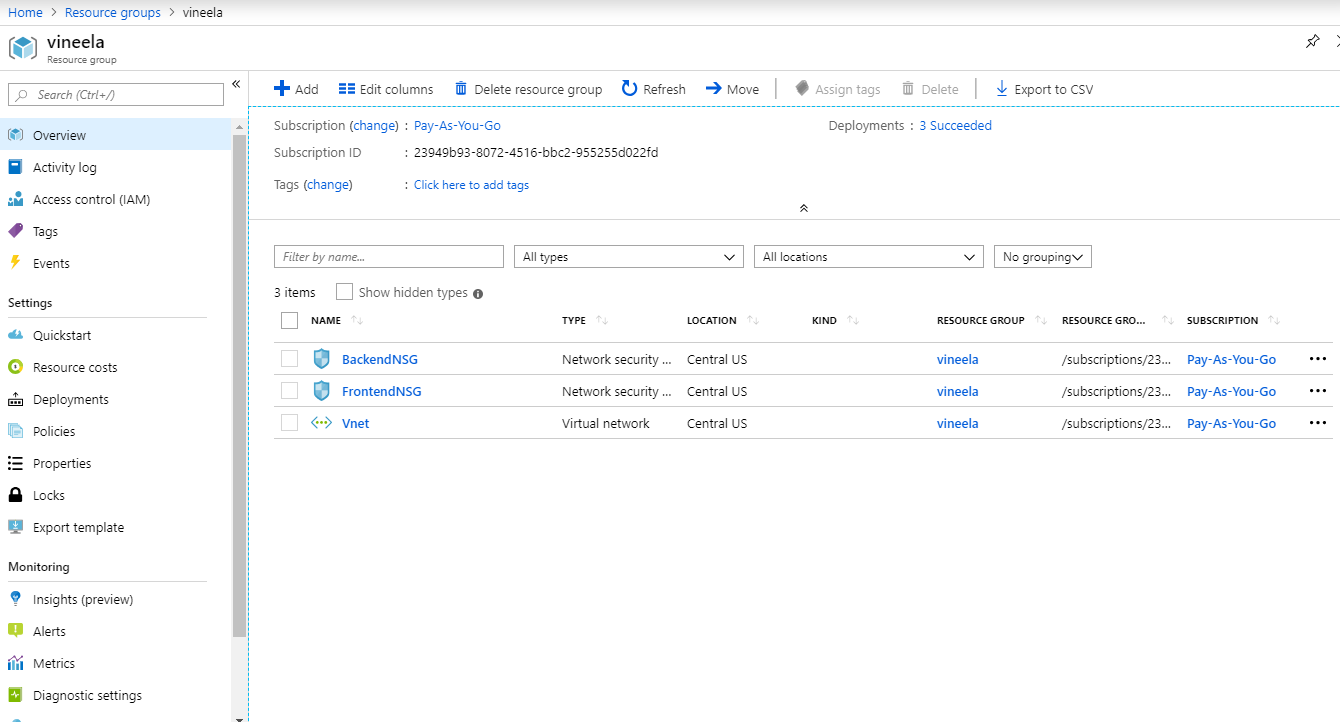 Home > Resource groups > vineela
vineela
Resource group
Search (Ctrl+/)
«
Overview
Activity log
Access control (IAM)
Tags
Events
Settings
Quickstart
Resource costs
Deployments
Policies
Properties
Locks
Export template
Monitoring
Insights (preview)
Alerts
Metrics
Diagnostic settings
Add Edit columns Delete resource group Refresh Move Assign tags Delete Export to CSV
Subscription (change) : Pay-As-You-Go Deployments : 3 Succeeded
Subscription ID : 23949b93-8072-4516-bbc2-955255d022fd
Tags (change) : Click here to add tags
Filter by name... All types All locations No grouping
3 items Show hidden types
NAME TYPE LOCATION KIND RESOURCE GROUP RESOURCE GRO... SUBSCRIPTION
BackendNSG Network security ... Central US vineela /subscriptions/23... Pay-As-You-Go
FrontendNSG Network security ... Central US vineela /subscriptions/23... Pay-As-You-Go
Vnet Virtual network Central US vineela /subscriptions/23... Pay-As-You-Go